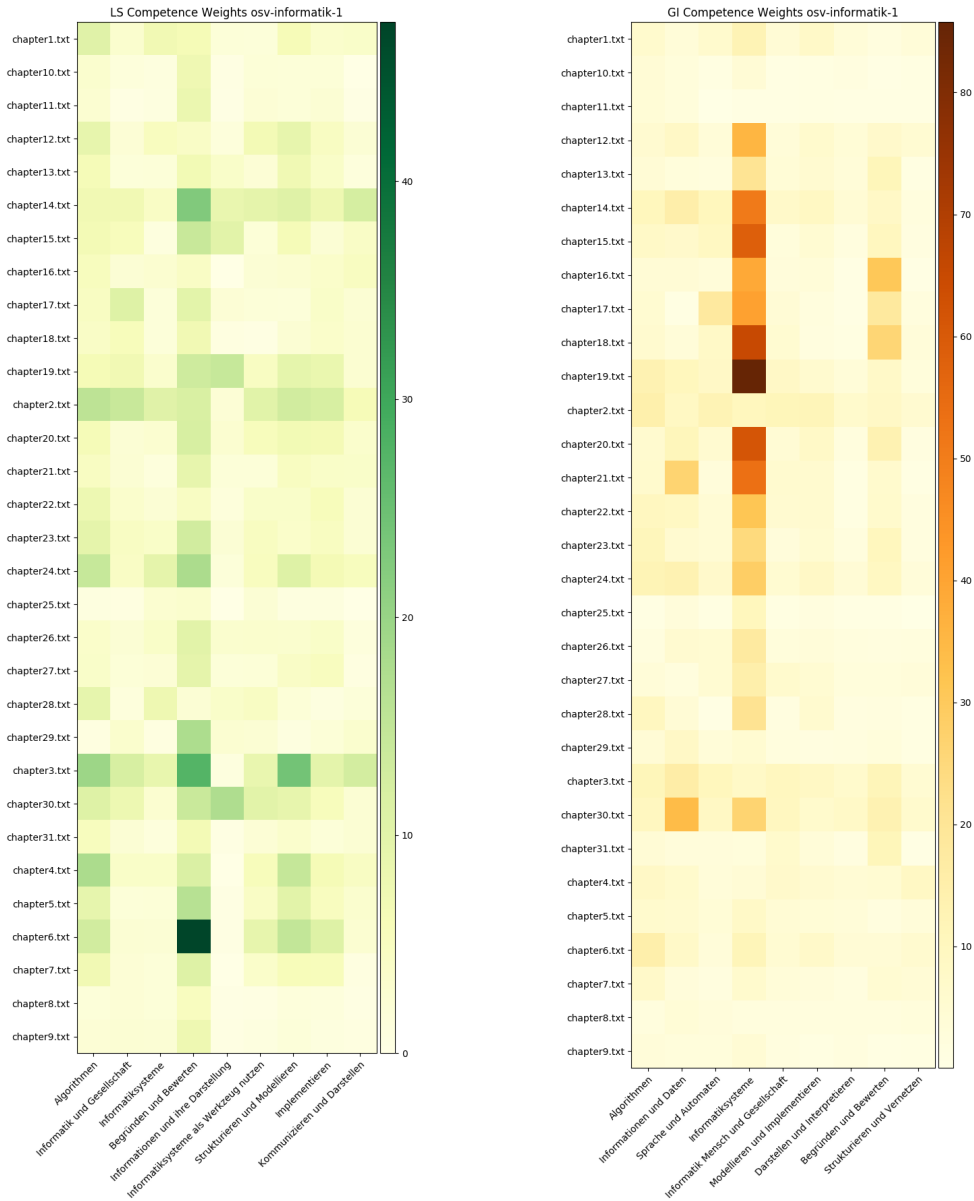 LS Competence Weights osv-informatik-1
chapter1.txt
chapter10.txt
chapter11.txt
chapter12.txt
chapter13.txt
chapter14.txt
chapter15.txt
chapter16.txt
chapter17.txt
chapter18.txt
chapter19.txt
chapter2.txt
chapter20.txt
chapter21.txt
chapter22.txt
chapter23.txt
chapter24.txt
chapter25.txt
chapter26.txt
chapter27.txt
chapter28.txt
chapter29.txt
chapter3.txt
chapter30.txt
chapter31.txt
chapter4.txt
chapter5.txt
chapter6.txt
chapter7.txt
chapter8.txt
chapter9.txt
Algorithmen
Informatik und Gesellschaft
Informatiksysteme
Begründen und Bewerten
Informationen und ihre Darstellung
Informatiksysteme als Werkzeug nutzen
Strukturieren und Modellieren
Implementieren
Kommunizieren und Darstellen
40
30
20
10
0
GI Competence Weights osv-informatik-1
chapter1.txt
chapter10.txt
chapter11.txt
chapter12.txt
chapter13.txt
chapter14.txt
chapter15.txt
chapter16.txt
chapter17.txt
chapter18.txt
chapter19.txt
chapter2.txt
chapter20.txt
chapter21.txt
chapter22.txt
chapter23.txt
chapter24.txt
chapter25.txt
chapter26.txt
chapter27.txt
chapter28.txt
chapter29.txt
chapter3.txt
chapter30.txt
chapter31.txt
chapter4.txt
chapter5.txt
chapter6.txt
chapter7.txt
chapter8.txt
chapter9.txt
Algorithmen
Informationen und Daten
Sprache und Automaten
Informatiksysteme
Informatik Mensch und Gesellschaft
Modellieren und Implementieren
Darstellen und Interpretieren
Begründen und Bewerten
Strukturieren und Vernetzen
80
70
60
50
40
30
20
10